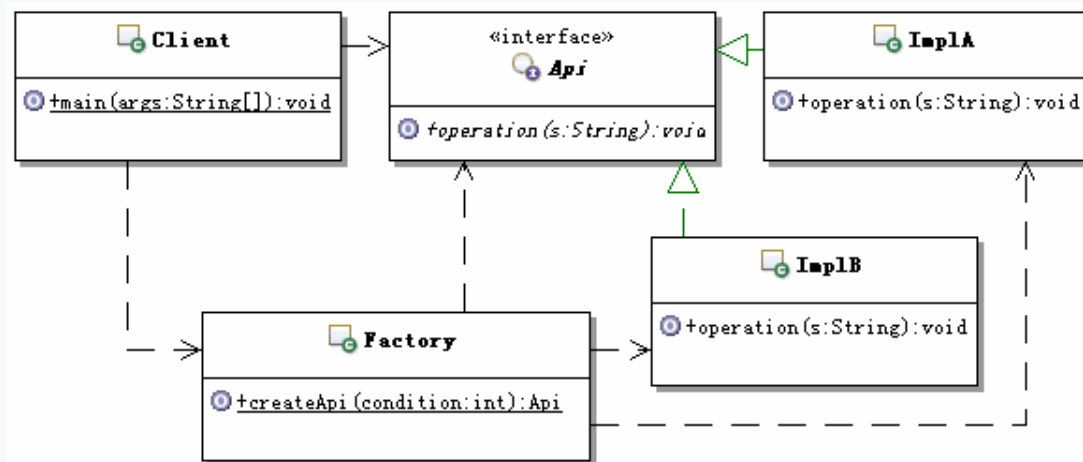 Client
+main(args:String[]):void
«interface»
Api
+operation(s:String):void
ImplA
+operation(s:String):void
ImplB
+operation(s:String):void
Factory
+createApi(condition:int):Api